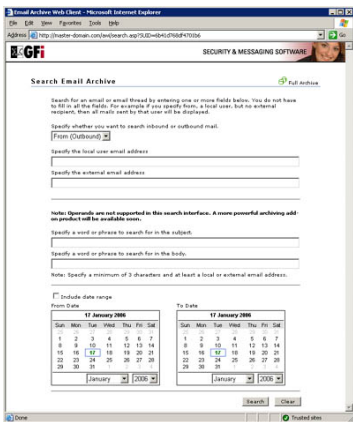 Email Archive Web Client - Microsoft Internet Explorer
File Edit View Favorites Tools Help
Address http://master-domain.com/awi/search.asp?SUID=
Go
GFi SECURITY & MESSAGING SOFTWARE
Search Email Archive
Full Archive
Search for an email or email thread by entering one or more fields below. You do not
have to fill in all the fields. For example if you specify from, a local user, but no external
recipient, then all mails sent by that user will be displayed.
Specify whether you want to search inbound or outbound mail.
From (Outbound)
Specify the local user email address
Specify the external email address
Note: Operands are not supported in this search interface. A more powerful archiving add-
on product will be available soon.
Specify a word or phrase to search for in the subject.
Specify a word or phrase to search for in the body.
Note: Specify a minimum of 3 characters and at least a local or external email address.
Include date range
From Date To Date
17 January 2006 17 January 2006
Sun Mon Tue Wed Thu Fri Sat Sun Mon Tue Wed Thu Fri Sat
1 2 3 4 5 6 7 1 2 3 4 5 6 7
8 9 10 11 12 13 14 8 9 10 11 12 13 14
15 16 17 18 19 20 21 15 16 17 18 19 20 21
22 23 24 25 26 27 28 22 23 24 25 26 27 28
29 30 31 29 30 31
January 2006 January 2006
Search Clear
Done Trusted sites